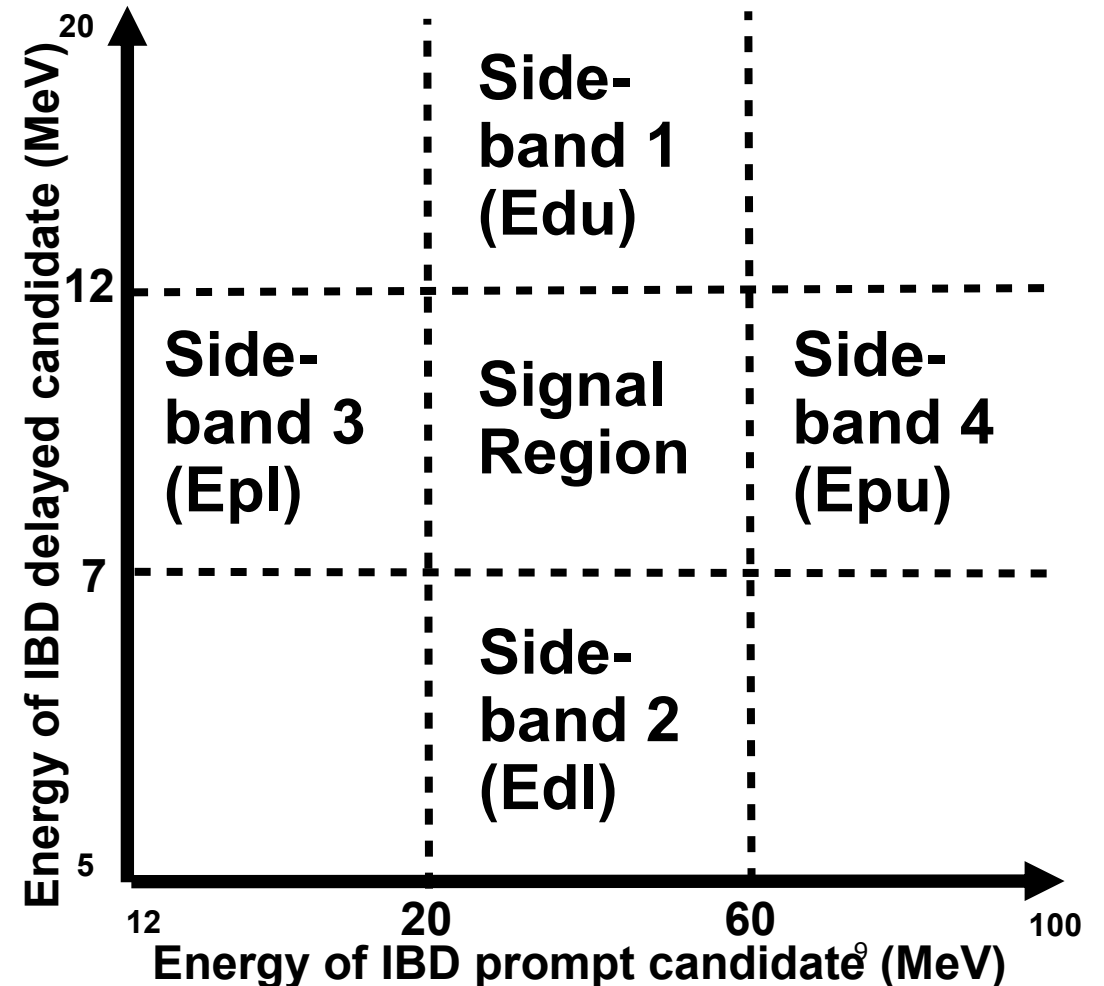 20
Energy of IBD delayed candidate (MeV)
Side-
band 1
(Edu)
12
Side-
band 3
(Epl)
Signal
Region
Side-
band 4
(Epu)
7
Side-
band 2
(Edl)
5
12
20
60
100
9
Energy of IBD prompt candidate (MeV)